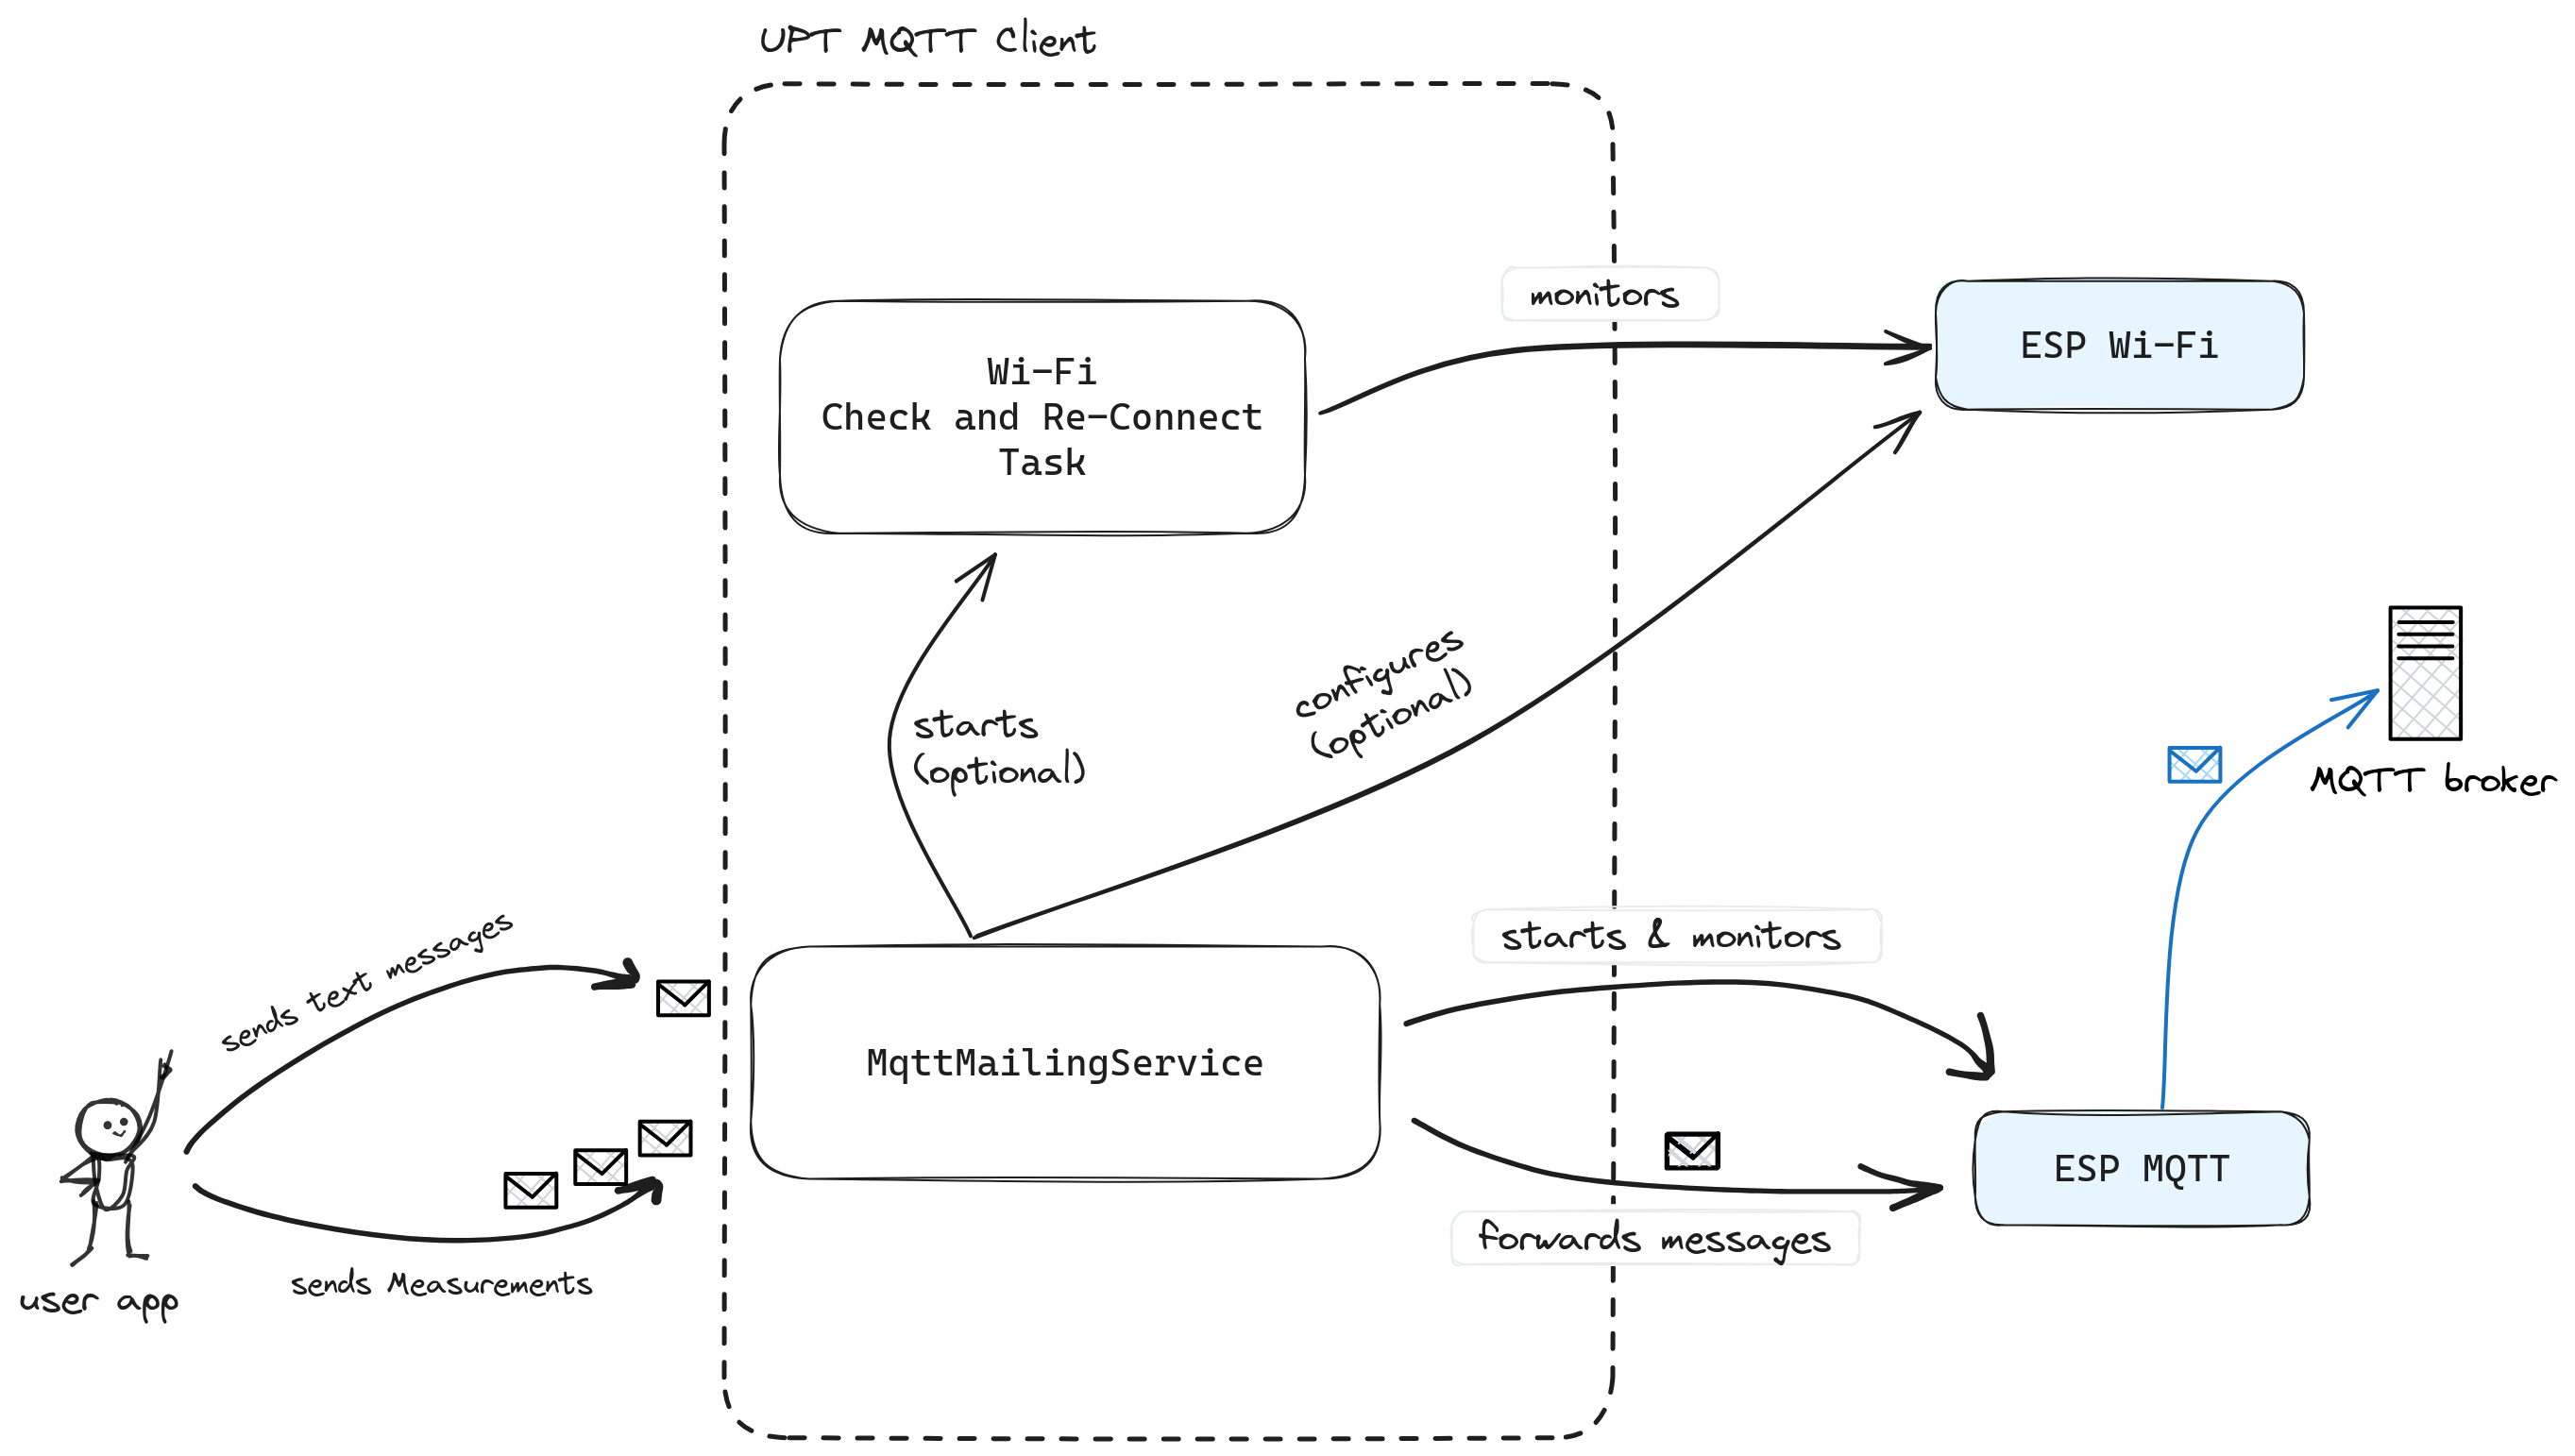 UPT MQTT Client
monitors
ESP Wi-Fi
Wi-Fi
Check and Re-Connect
Task
configures
(optional)
starts
(optional)
MQTT broker
sends text messages
starts & monitors
MqttMailingService
ESP MQTT
forwards messages
sends Measurements
user app